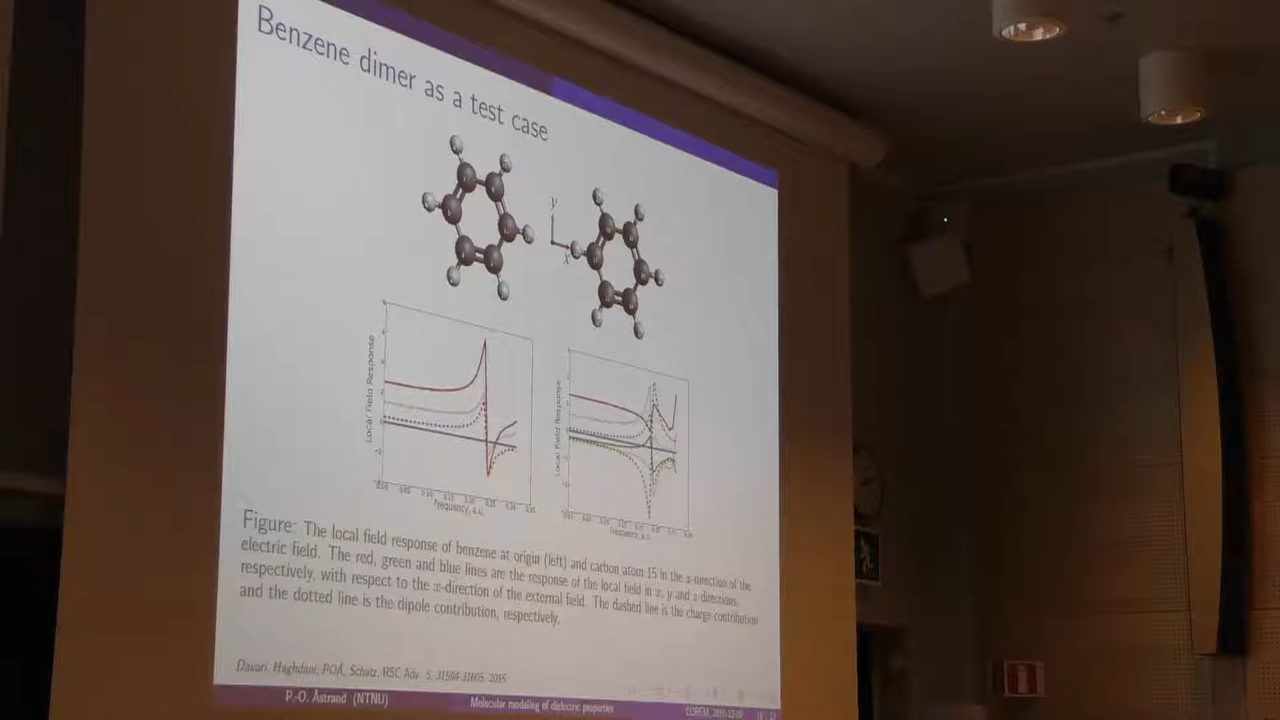 Benzene dimer as a test case
y
x
Local Field Response
Local Field Response
Frequency, a.u.
Frequency, a.u.
Figure: The local field response of benzene at origin (left) and carbon atom 15 in the x-direction of the
electric field. The red, green and blue lines are the response of the local field in x, y and z directions,
respectively, with respect to the x-direction of the external field. The dashed line is the charge contribution
and the dotted line is the dipole contribution, respectively.
Davari, Haghdani, POÅ, Schatz, RSC Adv. 5, 31594-31605, 2015
P.-O. Åstrand (NTNU)
Molecular modelling of dielectric properties